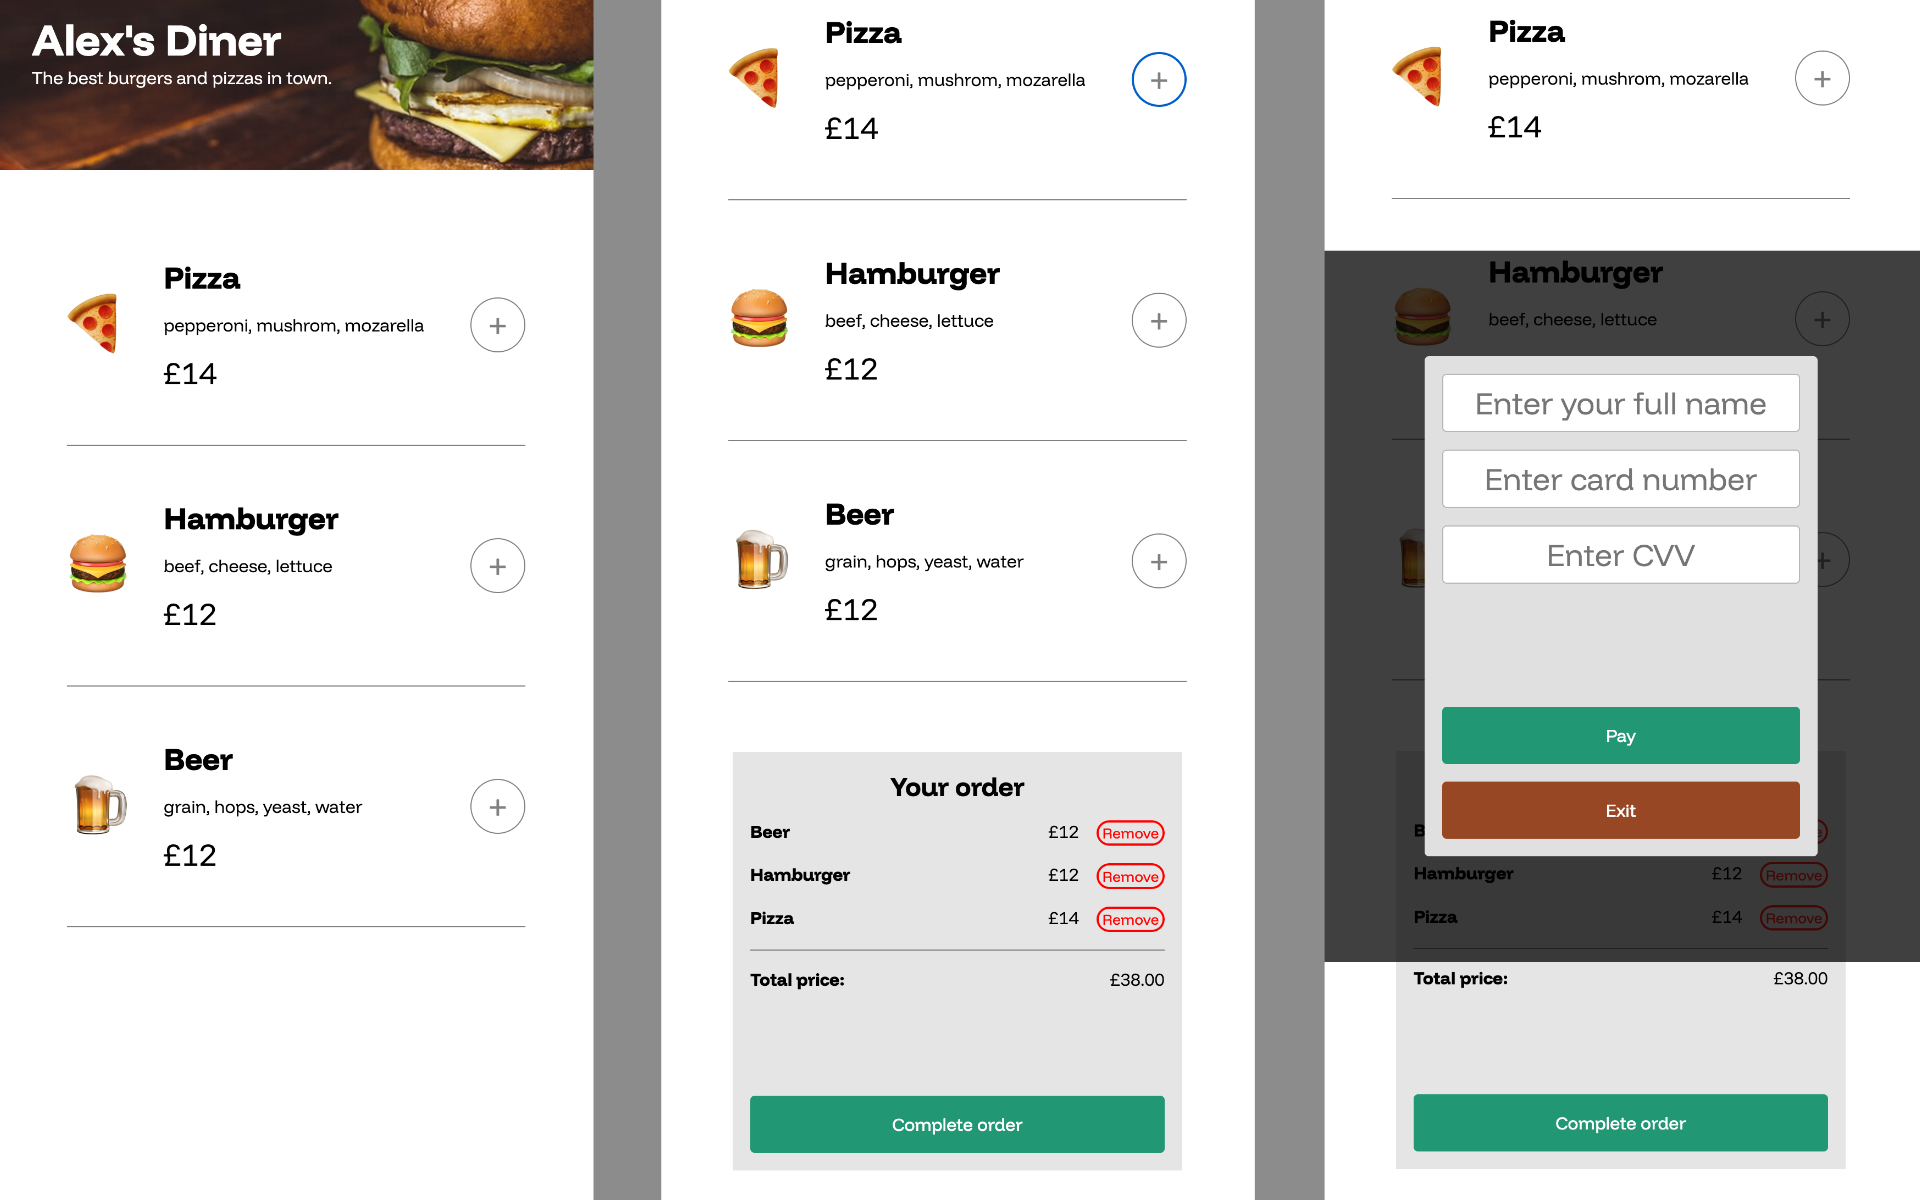 Alex's Diner
The best burgers and pizzas in town.
Pizza
pepperoni, mushrom, mozarella
+
£14
Hamburger
beef, cheese, lettuce
+
£12
Beer
grain, hops, yeast, water
+
£12
Pizza
pepperoni, mushrom, mozarella
+
£14
Hamburger
beef, cheese, lettuce
+
£12
Beer
grain, hops, yeast, water
+
£12
Your order
Beer £12 Remove
Hamburger £12 Remove
Pizza £14 Remove
Total price: £38.00
Complete order
Pizza
pepperoni, mushrom, mozarella
+
£14
Hamburger
beef, cheese, lettuce
+
Enter your full name
Enter card number
Enter CVV
+
Pay
Exit
Hamburger £12 Remove
Pizza £14 Remove
Total price: £38.00
Complete order